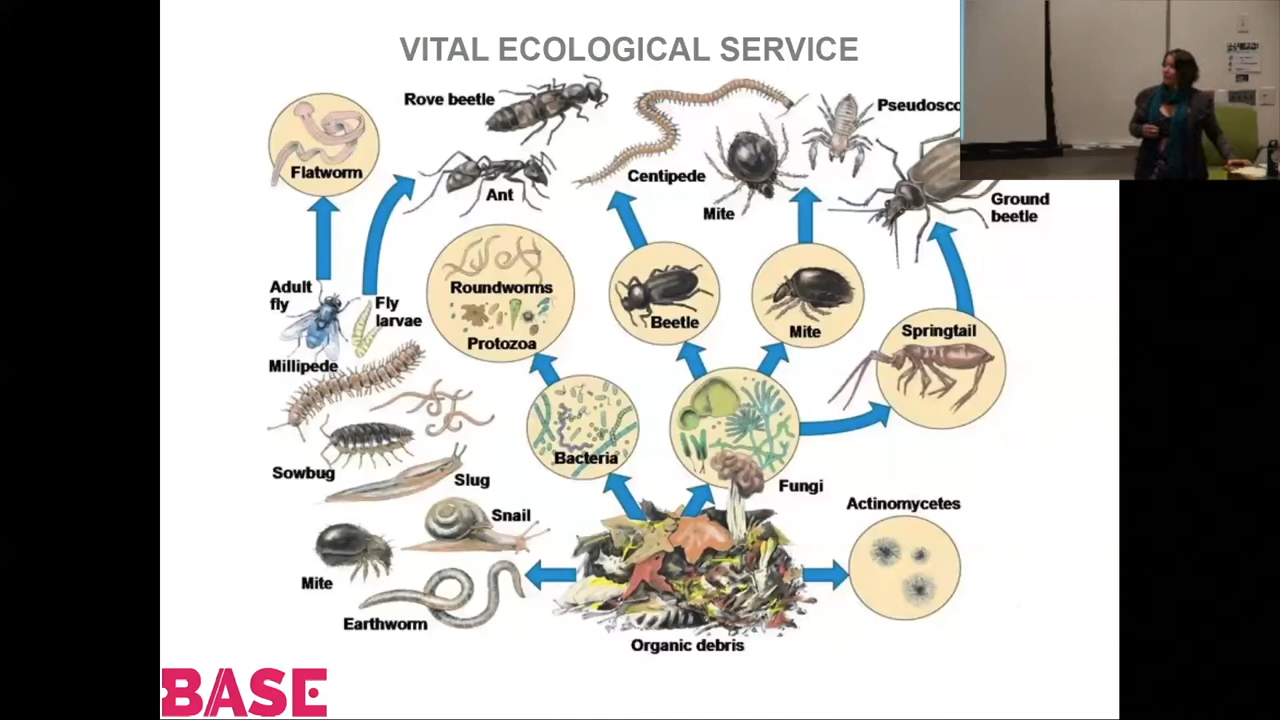 VITAL ECOLOGICAL SERVICE
Rove beetle
Flatworm
Ant
Centipede
Mite
Ground
beetle
Adult
fly
Fly
larvae
Roundworms
Protozoa
Beetle
Mite
Springtail
Millipede
Sowbug
Slug
Bacteria
Fungi
Snail
Actinomycetes
Mite
Earthworm
Organic debris
BASE